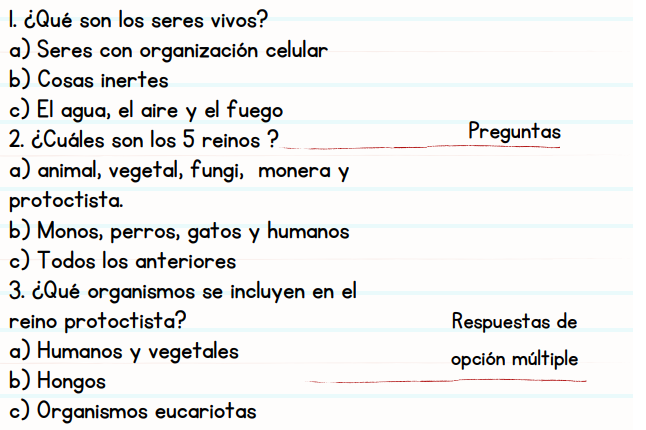 1. ¿Qué son los seres vivos?
a) Seres con organización celular
b) Cosas inertes
c) El agua, el aire y el fuego
2. ¿Cuáles son los 5 reinos ?
Preguntas
a) animal, vegetal, fungi, monera y
protoctista.
b) Monos, perros, gatos y humanos
c) Todos los anteriores
3. ¿Qué organismos se incluyen en el
reino protoctista?
a) Humanos y vegetales
b) Hongos
c) Organismos eucariotas
Respuestas de
opción múltiple